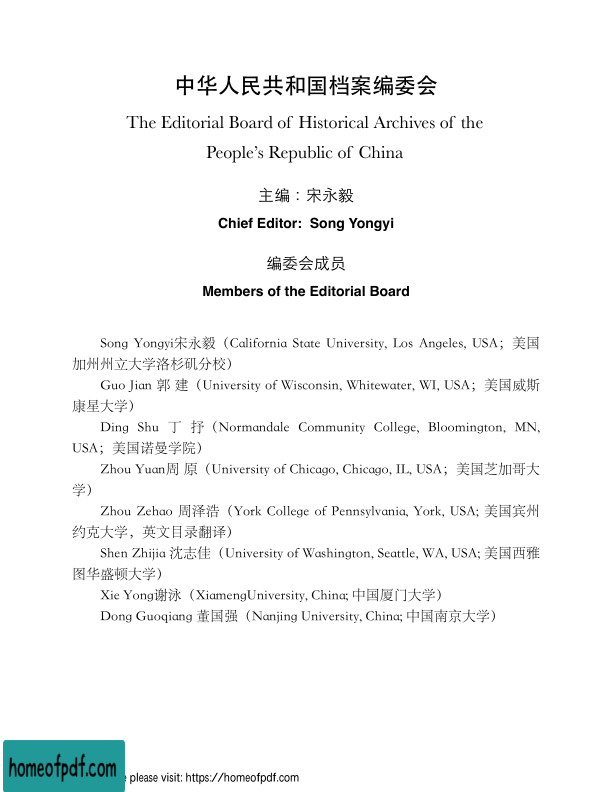 中华人民共和国档案编委会
The Editorial Board of Historical Archives of the
People's Republic of China
主编：宋永毅
Chief Editor: Song Yongyi
编委会成员
Members of the Editorial Board
Song Yongyi宋永毅（California State University, Los Angeles, USA；美国
加州州立大学洛杉矶分校）
Guo Jian 郭 建（University of Wisconsin, Whitewater, WI, USA；美国威斯
康星大学）
Ding Shu 丁 抒（Normandale Community College, Bloomington, MN,
USA；美国诺曼学院）
Zhou Yuan周 原（University of Chicago, Chicago, IL, USA；美国芝加哥大
学）
Zhou Zehao 周泽浩（York College of Pennsylvania, York, USA; 美国宾州
约克大学，英文目录翻译）
Shen Zhijia 沈志佳（University of Washington, Seattle, WA, USA; 美国西雅
图华盛顿大学）
Xie Yong谢泳（XiamengUniversity, China; 中国厦门大学）
Dong Guoqiang 董国强（Nanjing University, China; 中国南京大学）
homeofpdf.com
e please visit: https://homeofpdf.com